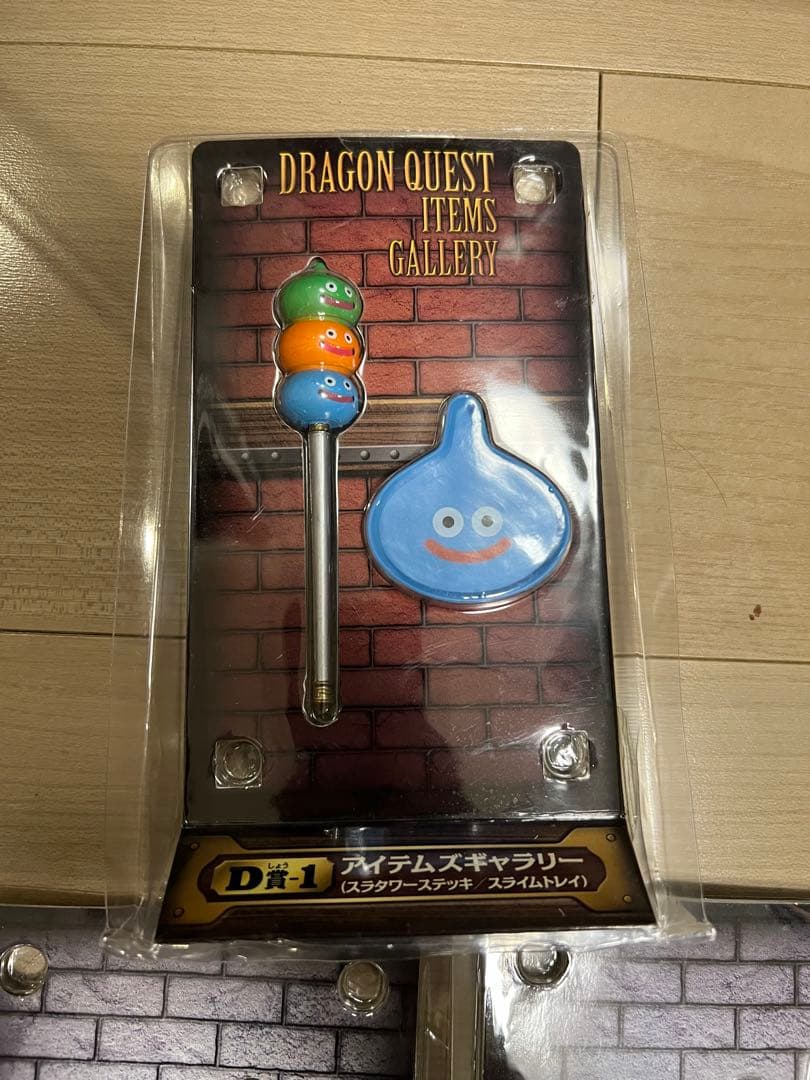 DRAGON QUEST
ITEMS
GALLERY
しょう
D賞-1
アイテムズギャラリー
(スラタワーステッキ/スライムトレイ)